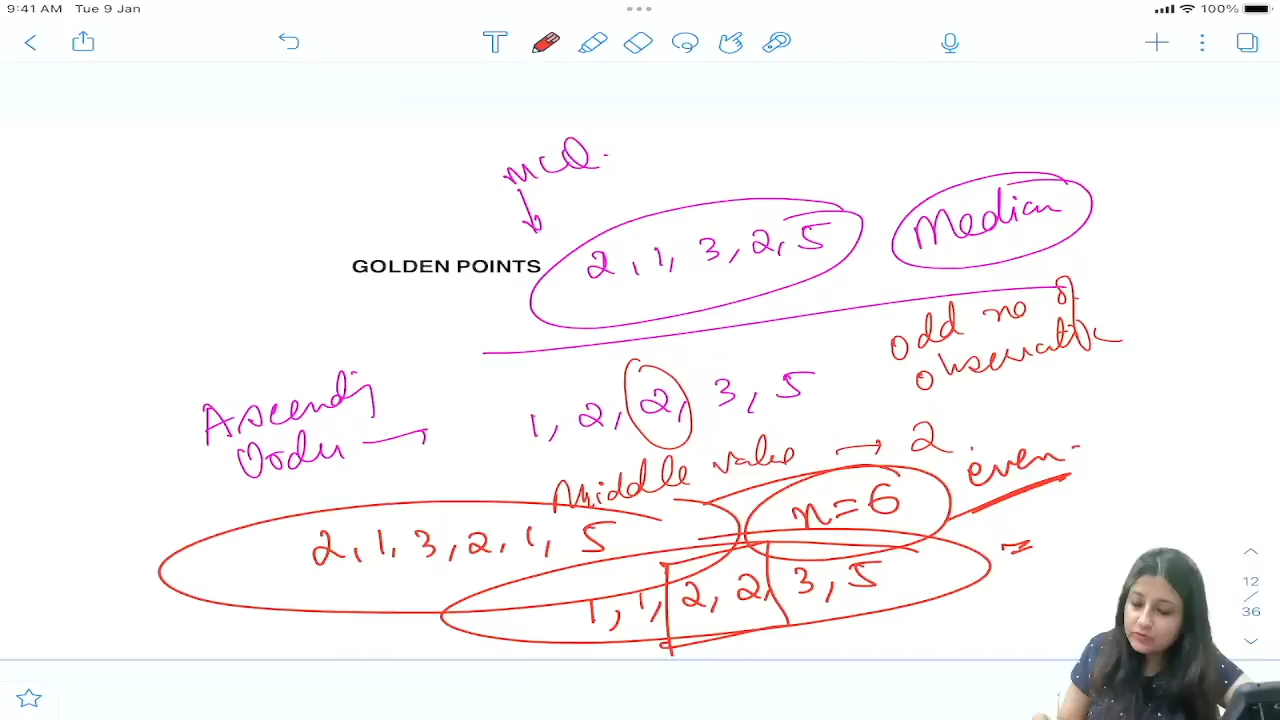 9:41 AM Tue 9 Jan
100%
MCQ.
Median
2, 1, 3, 2, 5
GOLDEN POINTS
odd no of
Ascending
Order
1, 2, 2, 3, 5
Middle value → 2
even
n=6
2, 1, 3, 2, 1, 5
1, 1, 2, 2, 3, 5
12
36